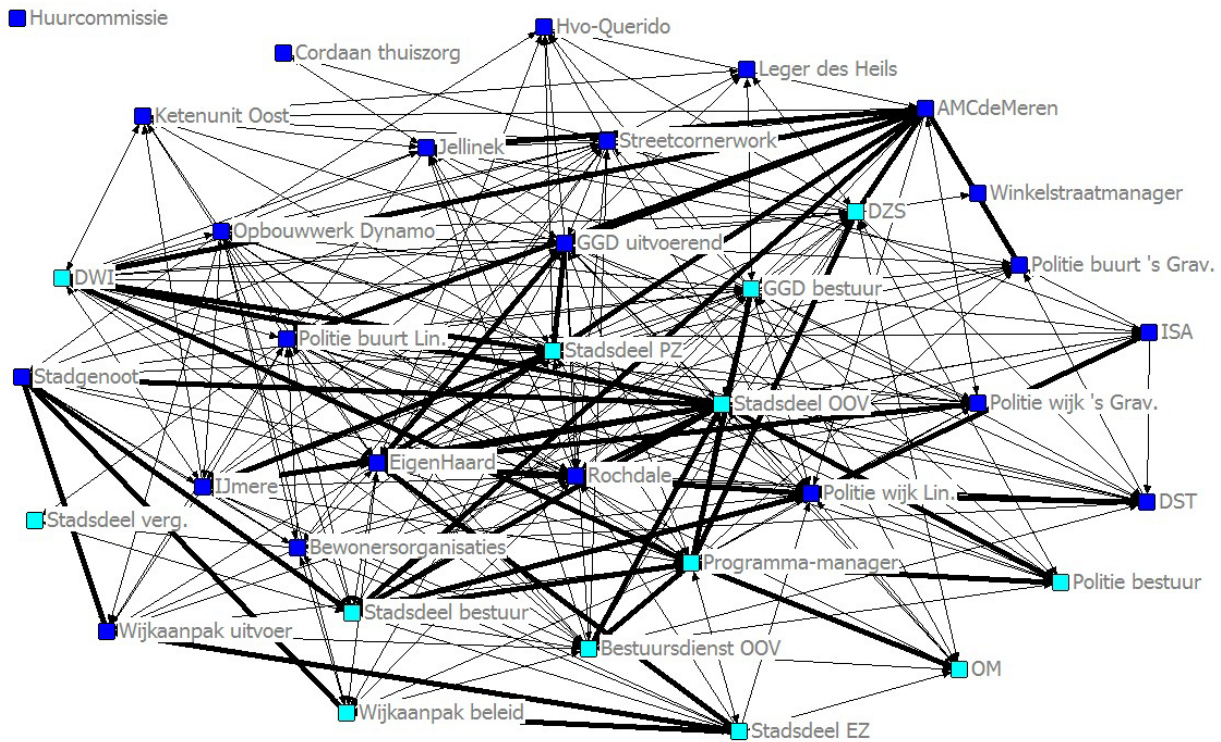 Huurcommissie
Hvo-Querido
Cordaan thuiszorg
Leger des Heils
AMCdeMeren
Ketenunit Oost
Streetcornerwork
Jellinek
Winkelstraatmanager
DZS
Opbouwwerk Dynamo
GGD uitvoerend
Politie buurt 's Grav.
DWI
GGD bestuur
ISA
Politie buurt Lin.
Stadsdeel PZ
Stadgenoot
Stadsdeel OOV
Politie wijk 's Grav.
EigenHaard
Rochdale
IJmere
Politie wijk Lin.
DST
Stadsdeel verg.
Bewonersorganisaties
Programma-manager
Politie bestuur
Stadsdeel bestuur
Wijkaanpak uitvoer
Bestuursdienst OOV
OM
Wijkaanpak beleid
Stadsdeel EZ